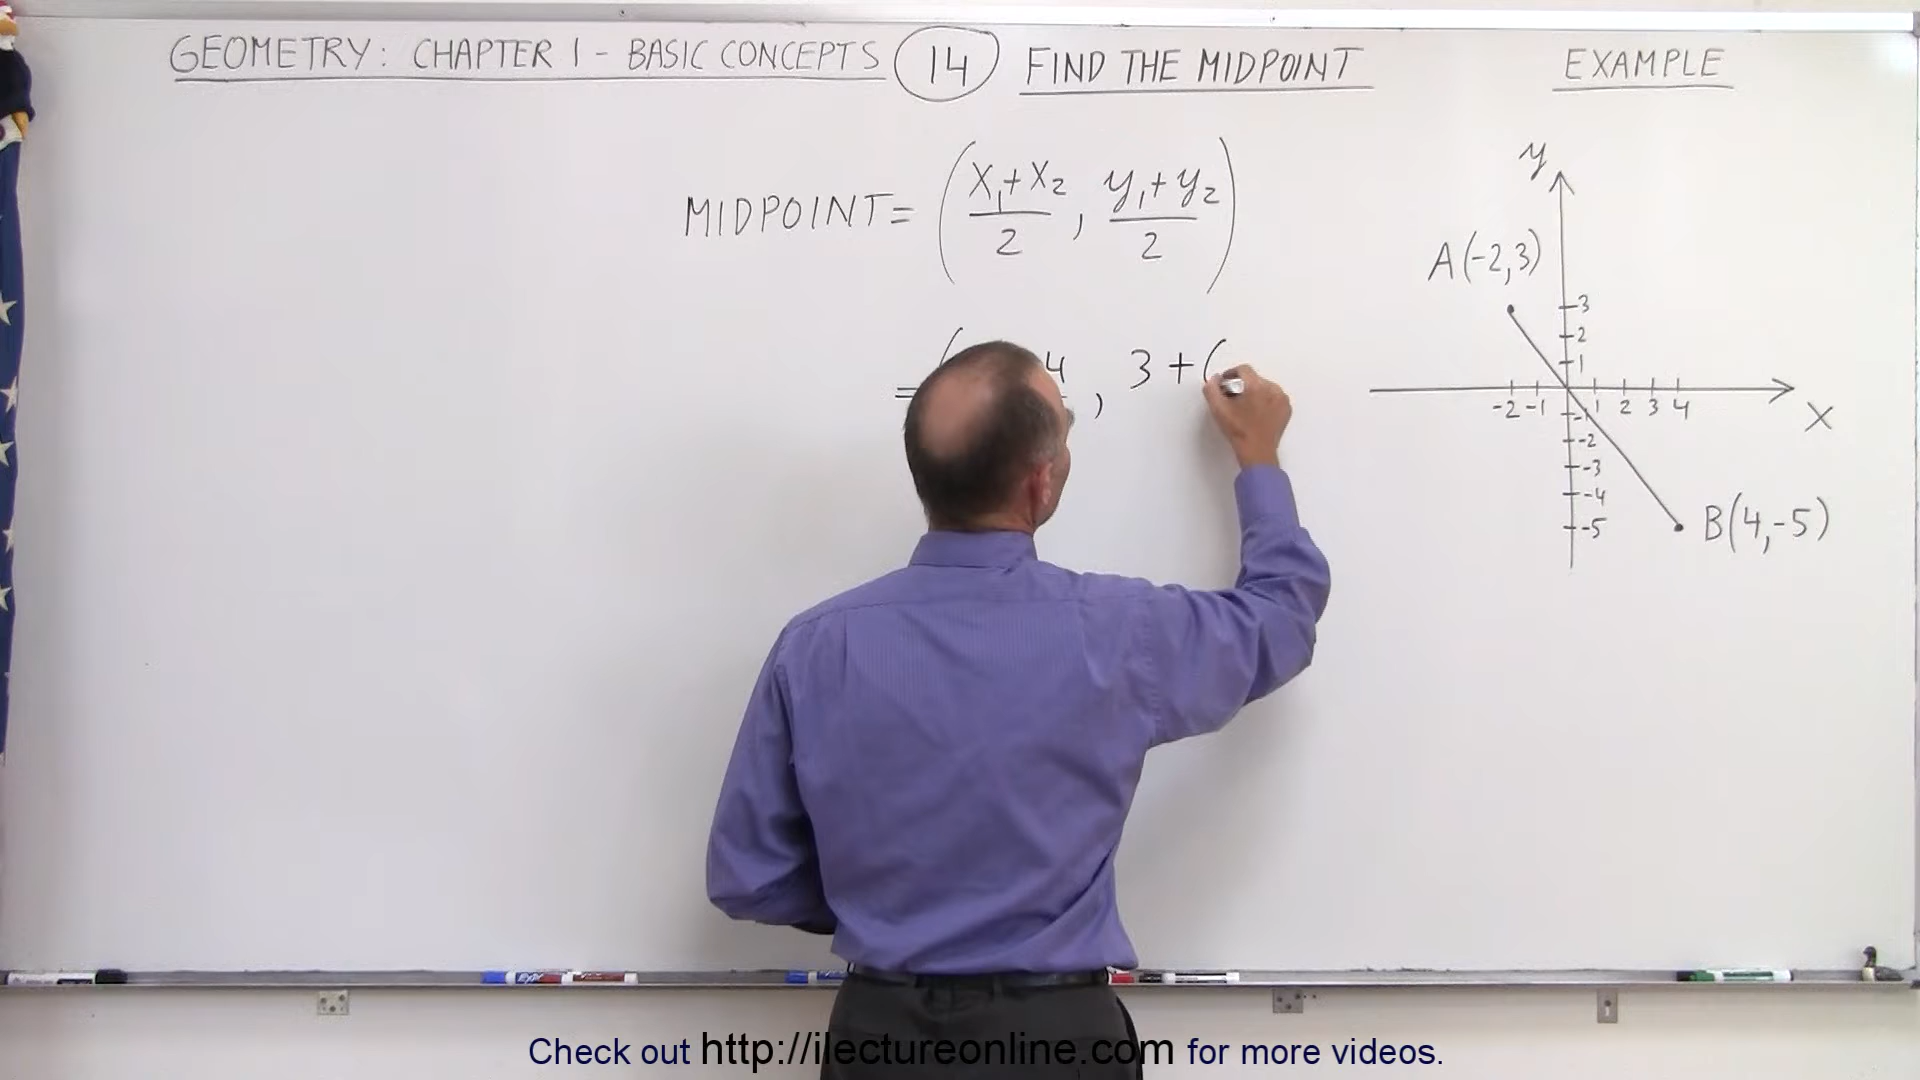 GEOMETRY: CHAPTER 1 - BASIC CONCEPTS 14 FIND THE MIDPOINT EXAMPLE
MIDPOINT = ( X₁+X₂ / 2 , y₁+y₂ / 2 )
= ( 4 , 3 + (
y
A(-2,3)
3
2
1
-2 -1 1 2 3 4
X
-1
-2
-3
-4
-5
B(4,-5)
Check out http://ilectureonline.com for more videos.